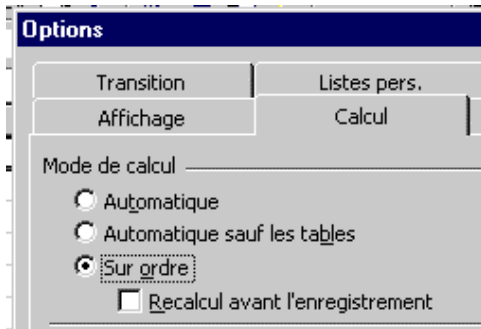 Options
Transition
Listes pers.
Affichage
Calcul
Mode de calcul
Automatique
Automatique sauf les tables
Sur ordre
Recalcul avant l'enregistrement